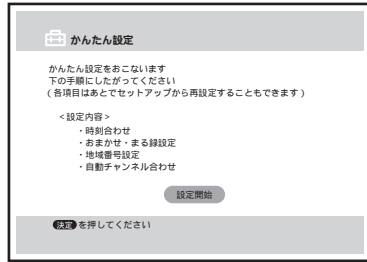 かんたん設定
かんたん設定をおこないます
下の手順にしたがってください
(各項目はあとでセットアップから再設定することもできます)
<設定内容>
・時刻合わせ
・おまかせ・まる録設定
・地域番号設定
・自動チャンネル合わせ
設定開始
決定を押してください